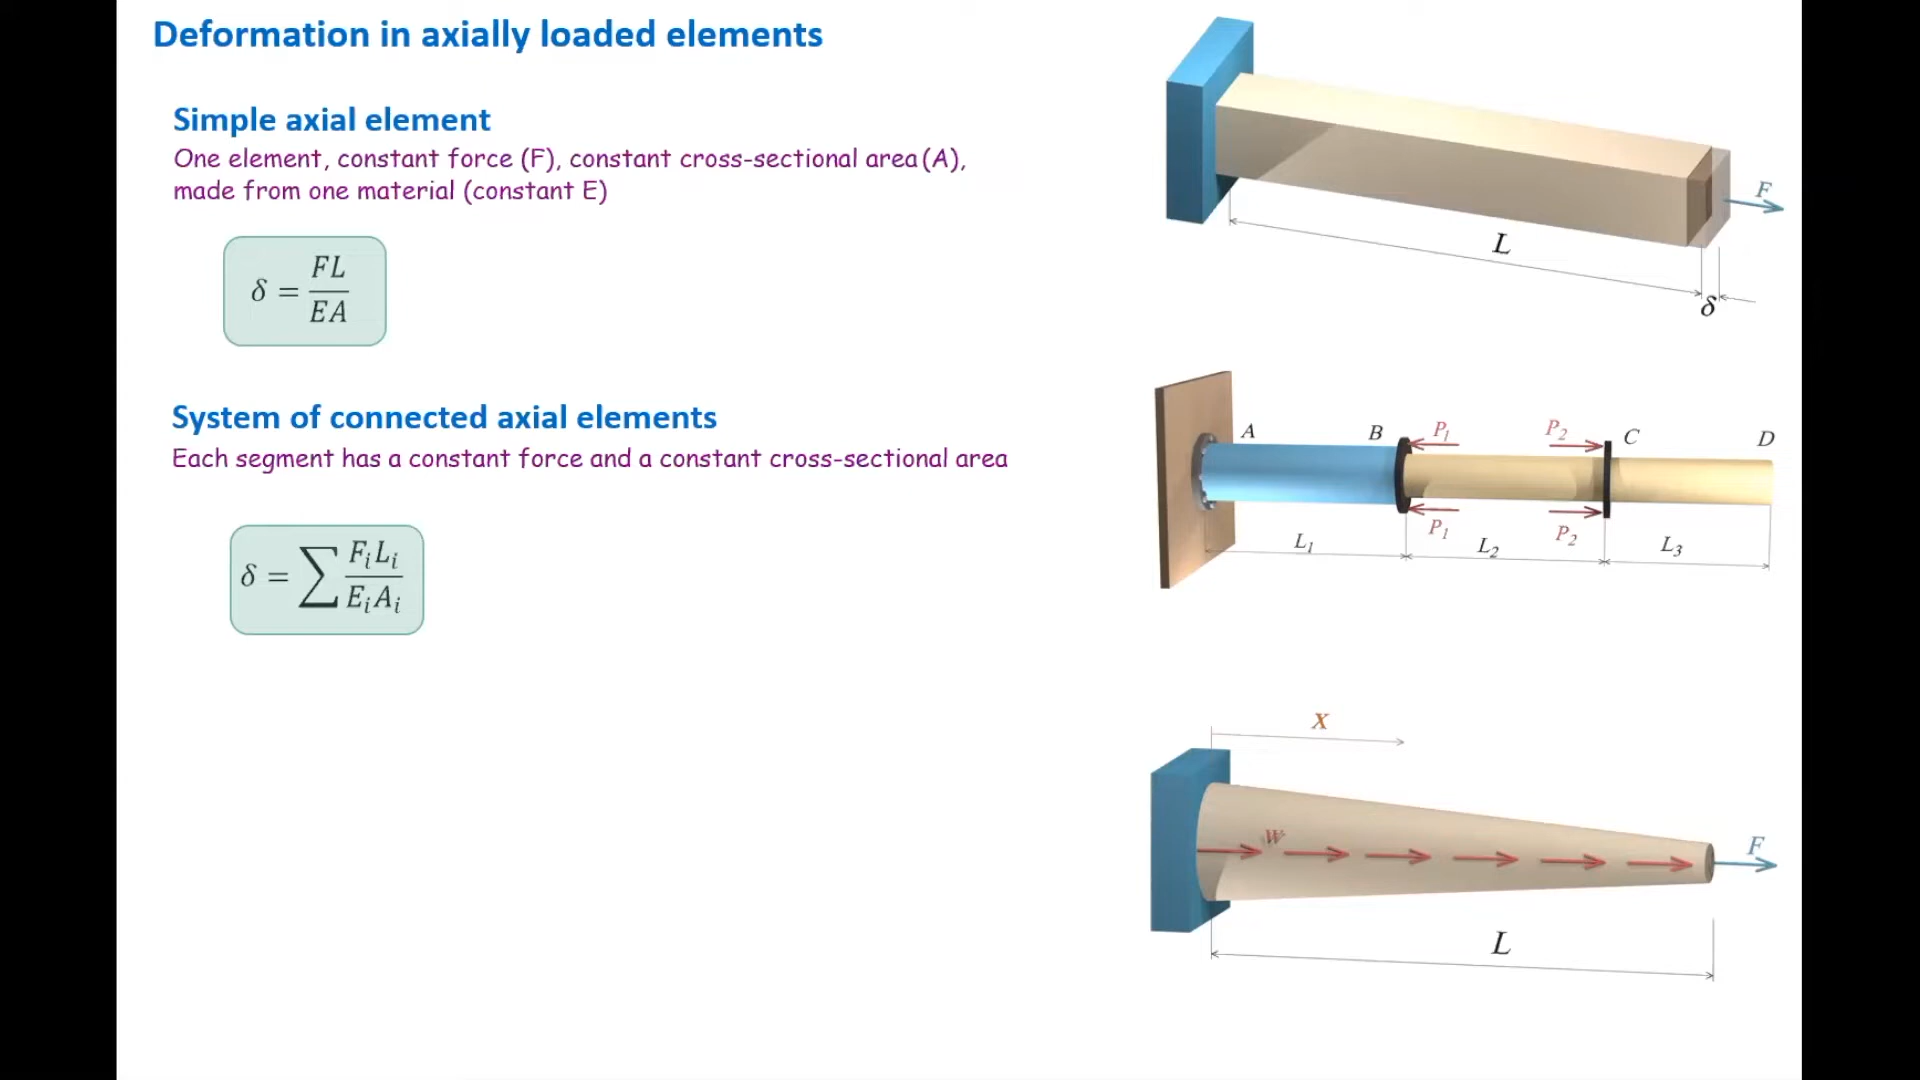 Deformation in axially loaded elements
Simple axial element
One element, constant force (F), constant cross-sectional area (A),
made from one material (constant E)
δ = FL / EA
F
L
δ
System of connected axial elements
Each segment has a constant force and a constant cross-sectional area
δ = ∑ FᵢLᵢ / EᵢAᵢ
A B P₁ P₂ C D
P₁ P₂
L₁ L₂ L₃
X
W
F
L